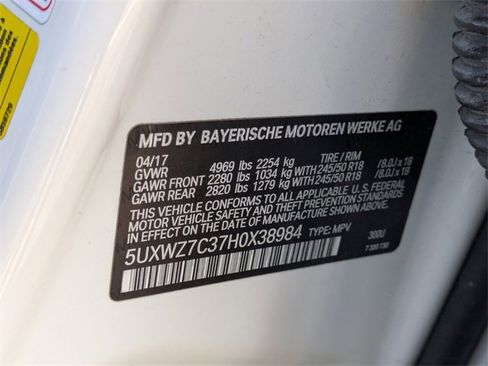 MFD BY BAYERISCHE MOTOREN WERKE AG
04/17 TIRE / RIM
GVWR 4969 lbs 2254 kg
GAWR FRONT 2280 lbs 1034 kg WITH 245/50 R18 / 8.0J x 18
GAWR REAR 2820 lbs 1279 kg WITH 245/50 R18 / 8.0J x 18
THIS VEHICLE CONFORMS TO ALL APPLICABLE U.S.
FEDERAL MOTOR VEHICLE SAFETY AND THEFT PREVENTION STANDARDS
IN EFFECT ON THE DATE OF MANUFACTURE SHOWN ABOVE.
5UXWZ7C37H0X38984 TYPE: MPV 300U